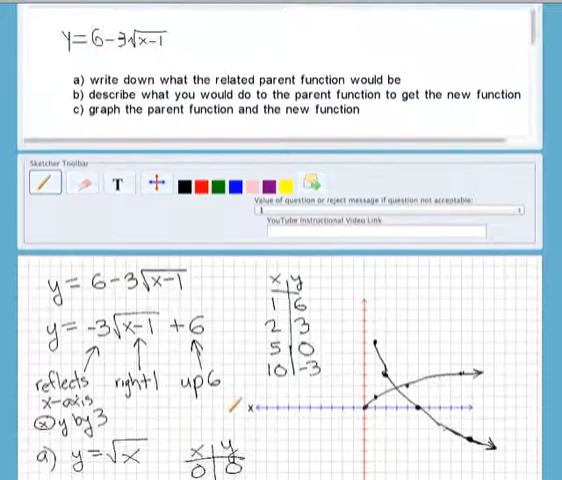 y=6-3√x-1
a) write down what the related parent function would be
b) describe what you would do to the parent function to get the new function
c) graph the parent function and the new function
Sketcher Toolbar
T
Value of question or reject message if question not acceptable:
1
YouTube Instructional Video Link
y= 6-3√x-1
y= -3√x-1 +6
reflects x-axis
right 1
up 6
ⓧ y by 3
a) y=√x
x y
0 0
x y
1 6
2 3
5 0
10 -3
x